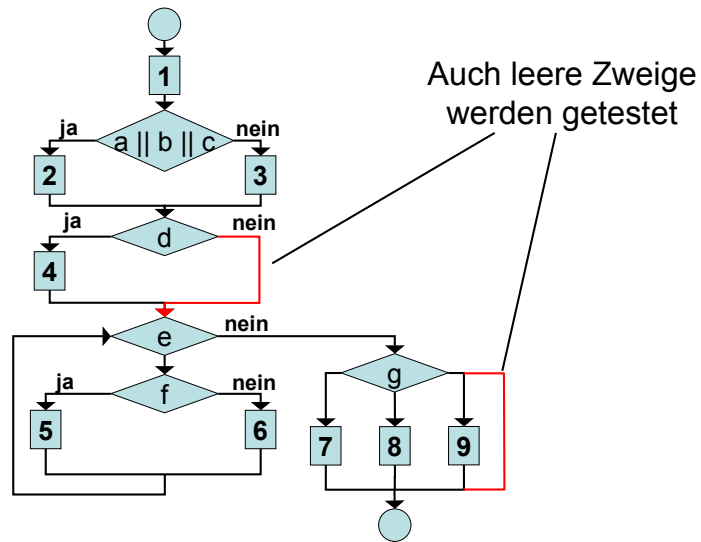 Auch leere Zweige
werden getestet
1
ja
a || b || c
nein
2
3
ja
d
nein
4
e
nein
ja
f
nein
g
5
6
7
8
9